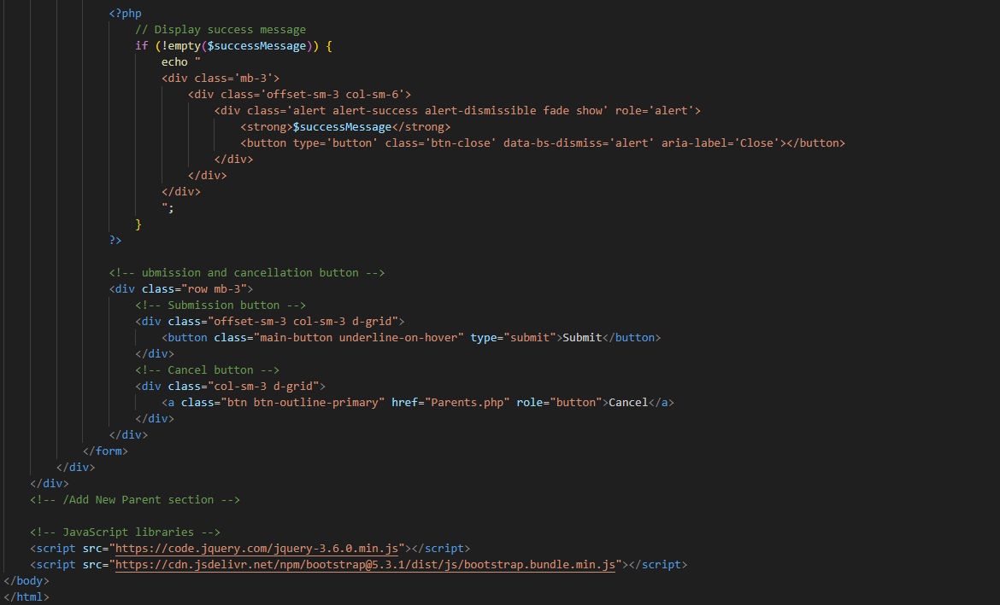 <?php
// Display success message
if (!empty($successMessage)) {
echo "
<div class='mb-3'>
<div class='offset-sm-3 col-sm-6'>
<div class='alert alert-success alert-dismissible fade show' role='alert'>
<strong>$successMessage</strong>
<button type='button' class='btn-close' data-bs-dismiss='alert' aria-label='Close'></button>
</div>
</div>
</div>
";
}
?>
<!-- ubmission and cancellation button -->
<div class="row mb-3">
<!-- Submission button -->
<div class="offset-sm-3 col-sm-3 d-grid">
<button class="main-button underline-on-hover" type="submit">Submit</button>
</div>
<!-- Cancel button -->
<div class="col-sm-3 d-grid">
<a class="btn btn-outline-primary" href="Parents.php" role="button">Cancel</a>
</div>
</div>
</form>
</div>
</div>
<!-- /Add New Parent section -->
<!-- JavaScript libraries -->
<script src="https://code.jquery.com/jquery-3.6.0.min.js"></script>
<script src="https://cdn.jsdelivr.net/npm/bootstrap@5.3.1/dist/js/bootstrap.bundle.min.js"></script>
</body>
</html>